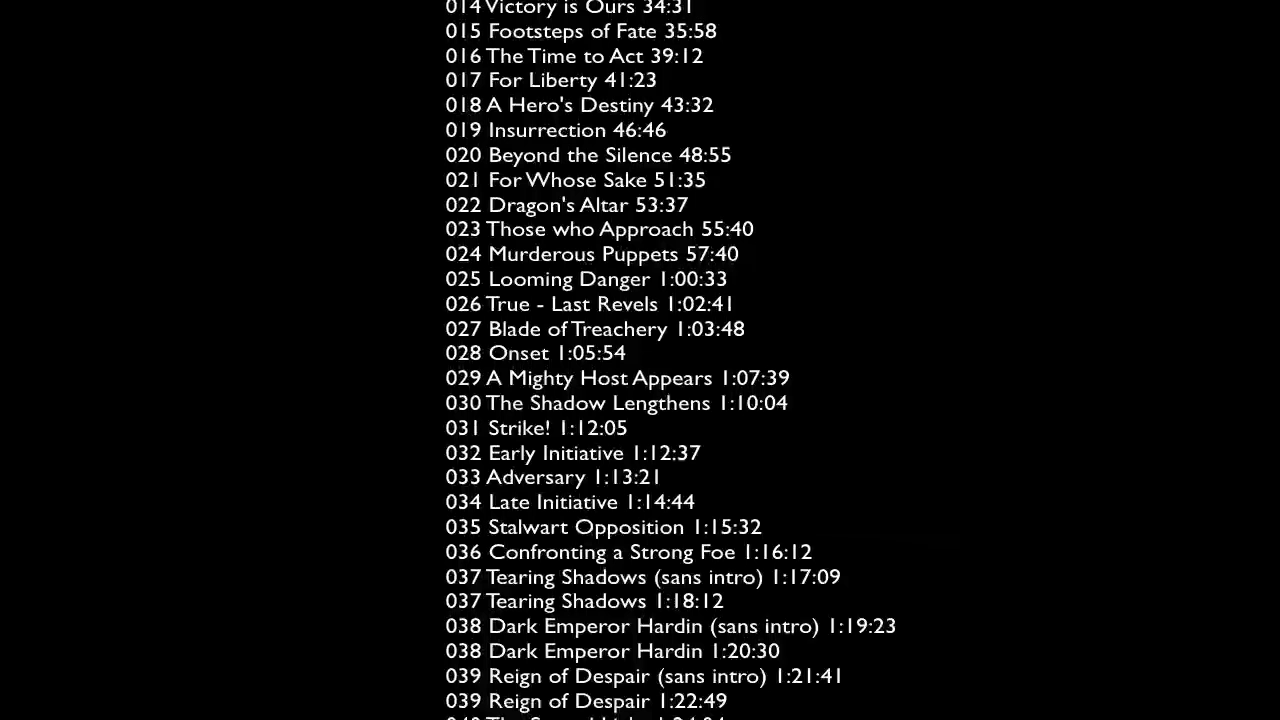 014 Victory is Ours 34:31
015 Footsteps of Fate 35:58
016 The Time to Act 39:12
017 For Liberty 41:23
018 A Hero's Destiny 43:32
019 Insurrection 46:46
020 Beyond the Silence 48:55
021 For Whose Sake 51:35
022 Dragon's Altar 53:37
023 Those who Approach 55:40
024 Murderous Puppets 57:40
025 Looming Danger 1:00:33
026 True - Last Revels 1:02:41
027 Blade of Treachery 1:03:48
028 Onset 1:05:54
029 A Mighty Host Appears 1:07:39
030 The Shadow Lengthens 1:10:04
031 Strike! 1:12:05
032 Early Initiative 1:12:37
033 Adversary 1:13:21
034 Late Initiative 1:14:44
035 Stalwart Opposition 1:15:32
036 Confronting a Strong Foe 1:16:12
037 Tearing Shadows (sans intro) 1:17:09
037 Tearing Shadows 1:18:12
038 Dark Emperor Hardin (sans intro) 1:19:23
038 Dark Emperor Hardin 1:20:30
039 Reign of Despair (sans intro) 1:21:41
039 Reign of Despair 1:22:49